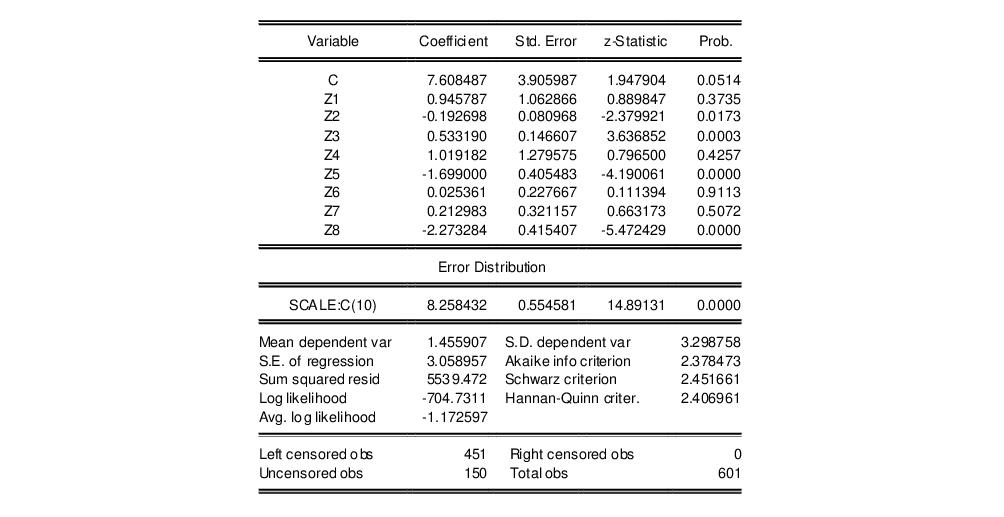 Variable Coefficient Std. Error z-Statistic Prob.
C 7.608487 3.905987 1.947904 0.0514
Z1 0.945787 1.062866 0.889847 0.3735
Z2 -0.192698 0.080968 -2.379921 0.0173
Z3 0.533190 0.146607 3.636852 0.0003
Z4 1.019182 1.279575 0.796500 0.4257
Z5 -1.699000 0.405483 -4.190061 0.0000
Z6 0.025361 0.227667 0.111394 0.9113
Z7 0.212983 0.321157 0.663173 0.5072
Z8 -2.273284 0.415407 -5.472429 0.0000
Error Distribution
SCALE:C(10) 8.258432 0.554581 14.89131 0.0000
Mean dependent var 1.455907 S.D. dependent var 3.298758
S.E. of regression 3.058957 Akaike info criterion 2.378473
Sum squared resid 5539.472 Schwarz criterion 2.451661
Log likelihood -704.7311 Hannan-Quinn criter. 2.406961
Avg. log likelihood -1.172597
Left censored obs 451 Right censored obs 0
Uncensored obs 150 Total obs 601